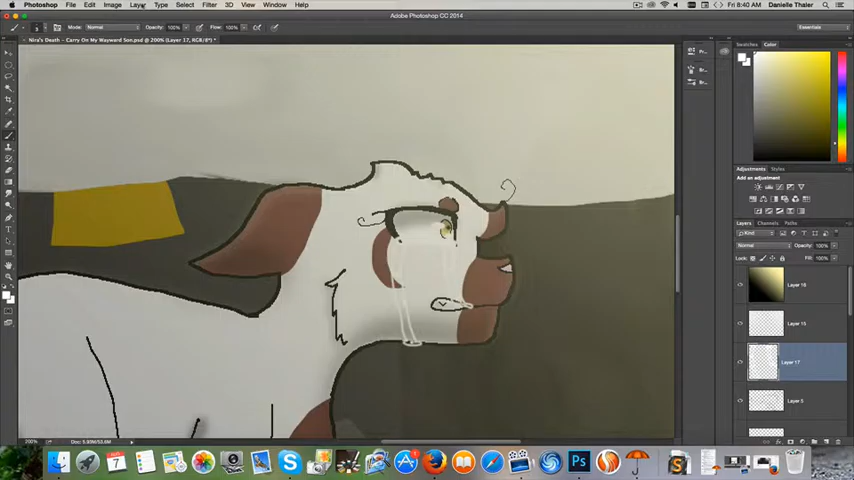 Photoshop File Edit Image Layer Type Select Filter 3D View Window Help
Fri 8:40 AM Danielle Thaler
Adobe Photoshop CC 2014
Mode: Normal Opacity: 100% Flow: 100% Essentials
Nira's Death - Carry On My Wayward Son.psd @ 200% (Layer 17, RGB/8*) *
Swatches Color
Adjustments Styles
Add an adjustment
Layers Channels Paths
Kind
Normal Opacity: 100%
Lock: Fill: 100%
Layer 16
Layer 15
Layer 17
Layer 5
200%